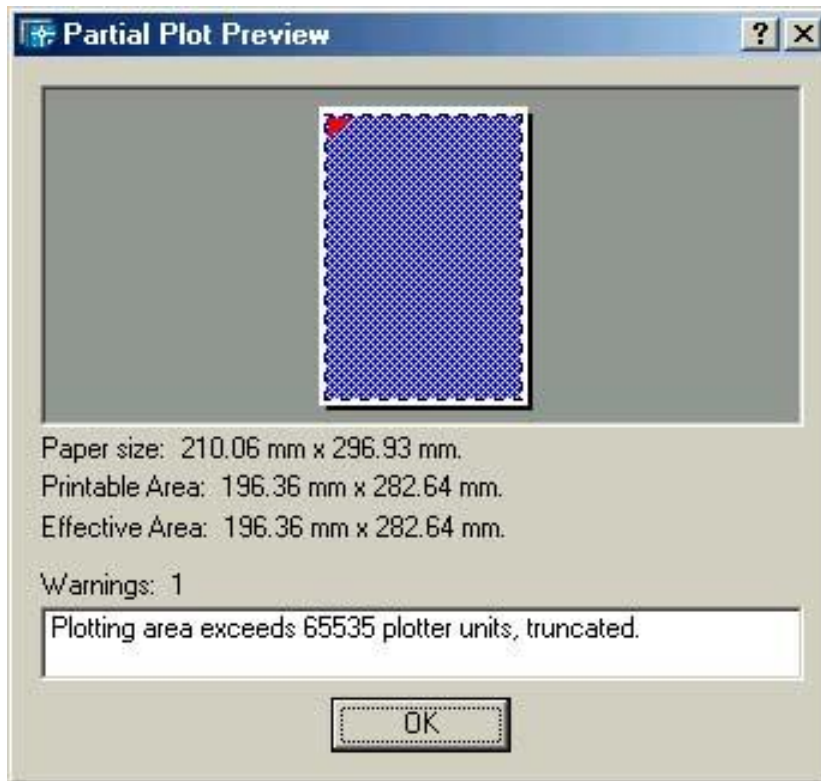 Partial Plot Preview
Paper size: 210.06 mm x 296.93 mm.
Printable Area: 196.36 mm x 282.64 mm.
Effective Area: 196.36 mm x 282.64 mm.
Warnings: 1
Plotting area exceeds 65535 plotter units, truncated.
OK